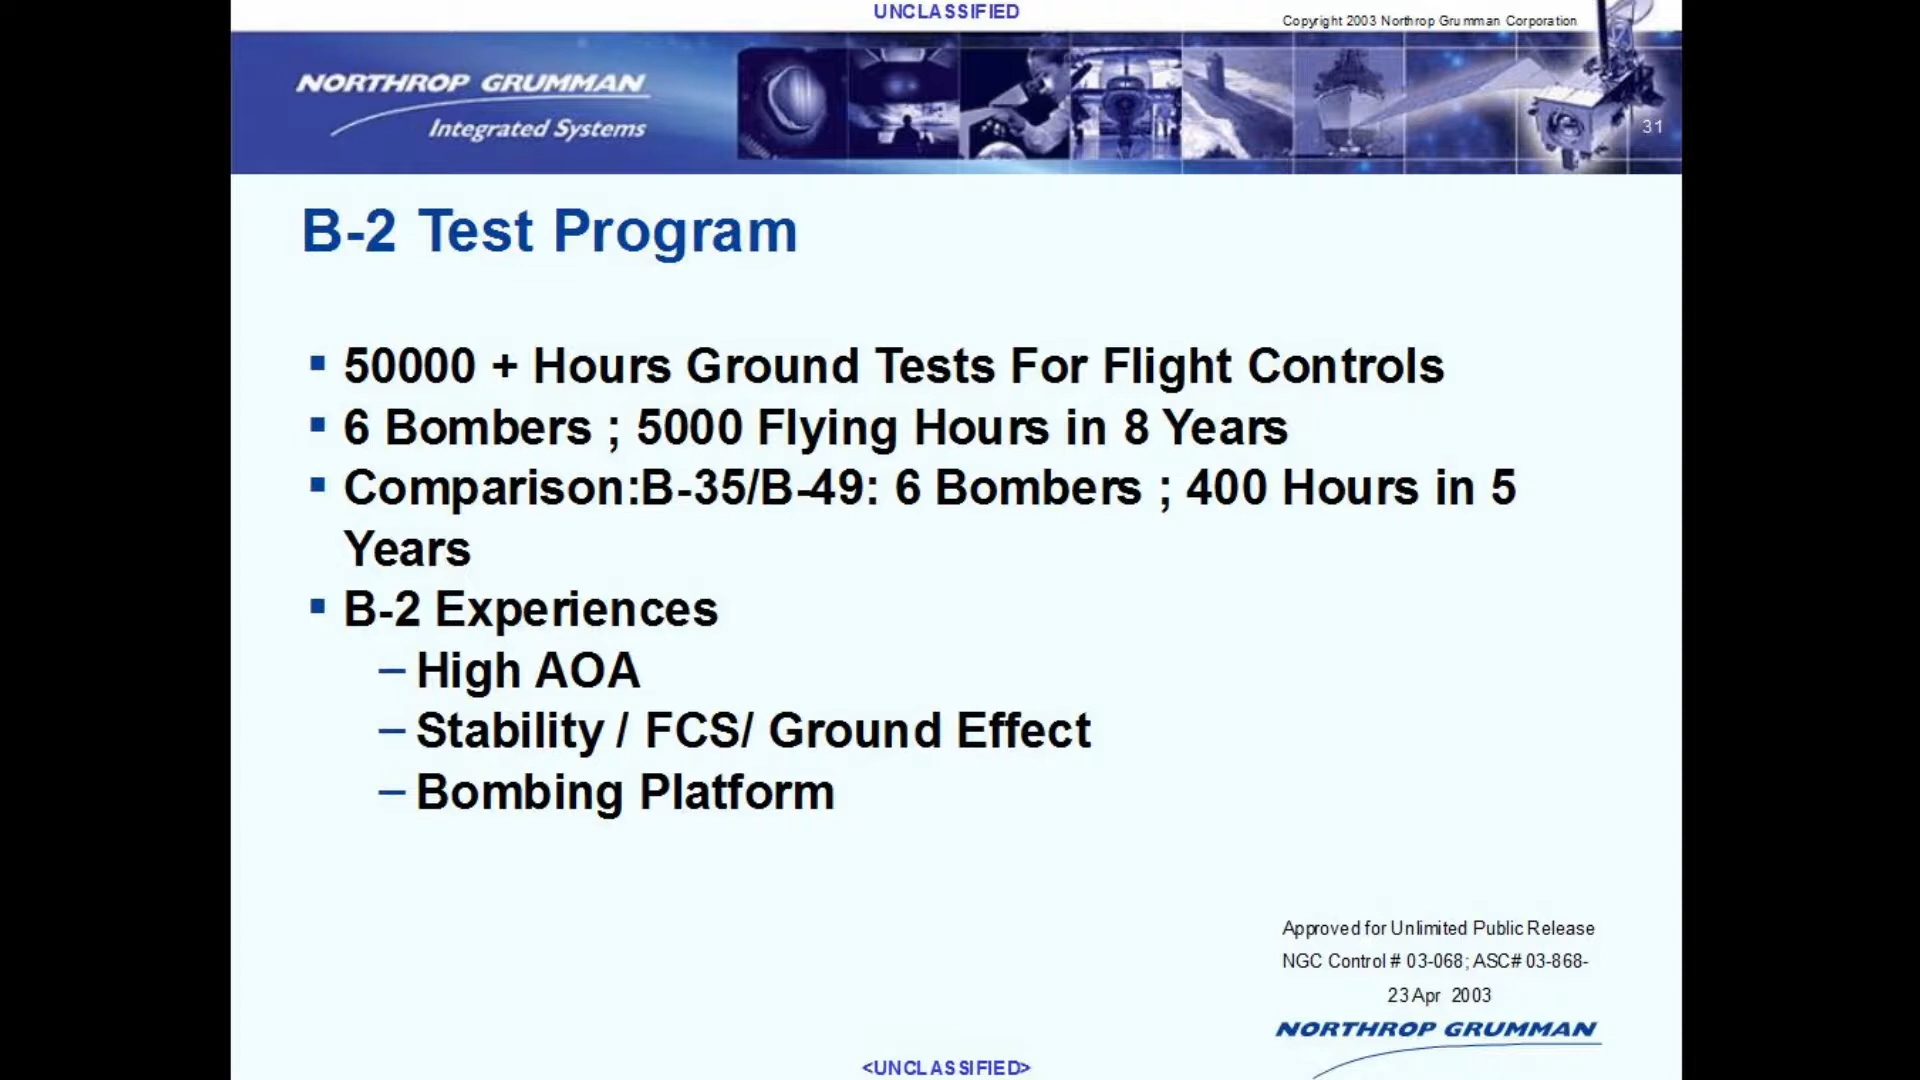 UNCLASSIFIED
Copyright 2003 Northrop Grumman Corporation
NORTHROP GRUMMAN
Integrated Systems
31
B-2 Test Program
▪ 50000 + Hours Ground Tests For Flight Controls
▪ 6 Bombers ; 5000 Flying Hours in 8 Years
▪ Comparison:B-35/B-49: 6 Bombers ; 400 Hours in 5
Years
▪ B-2 Experiences
– High AOA
– Stability / FCS/ Ground Effect
– Bombing Platform
Approved for Unlimited Public Release
NGC Control # 03-068; ASC# 03-868-
23 Apr 2003
NORTHROP GRUMMAN
<UNCLASSIFIED>